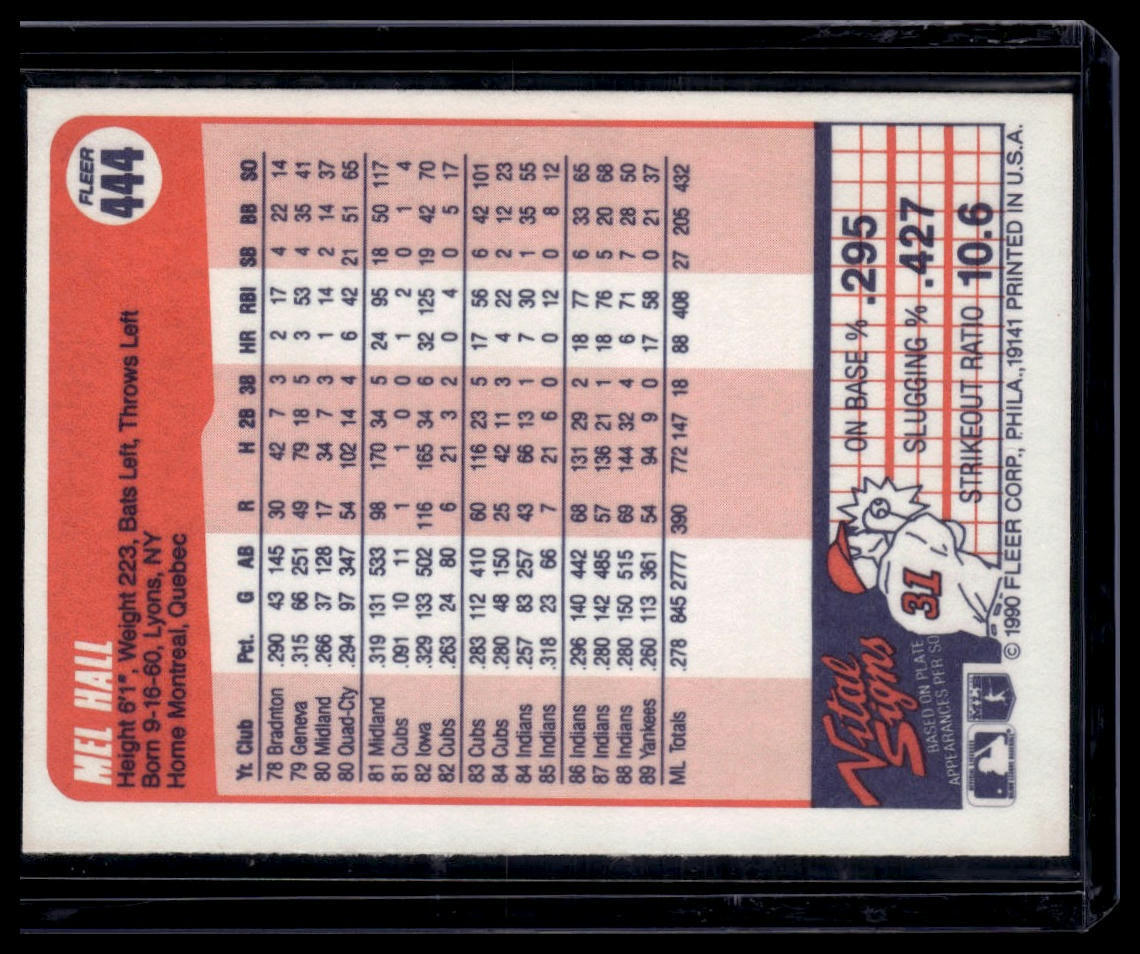 FLEER
444
MEL HALL
Height 6'1", Weight 223, Bats Left, Throws Left
Born 9-16-60, Lyons, NY
Home Montreal, Quebec
Yr. Club Pct. G AB R H 2B 3B HR RBI SB BB SO
78 Bradnton .290 43 145 30 42 7 3 2 17 4 22 14
79 Geneva .315 66 251 49 79 18 5 3 53 4 35 41
80 Midland .266 37 128 17 34 7 3 1 14 2 14 37
80 Quad-Cty .294 97 347 54 102 14 4 6 42 21 51 65
81 Midland .319 131 533 98 170 34 5 24 95 18 50 117
81 Cubs .091 10 11 1 1 0 0 1 2 0 1 4
82 Iowa .329 133 502 116 165 34 6 32 125 19 42 70
82 Cubs .263 24 80 6 21 3 2 0 4 0 5 17
83 Cubs .283 112 410 60 116 23 5 17 56 6 42 101
84 Cubs .280 48 150 25 42 11 3 4 22 2 12 23
84 Indians .257 83 257 43 66 13 1 7 30 1 35 55
85 Indians .318 23 66 7 21 6 0 0 12 0 8 12
86 Indians .296 140 442 68 131 29 2 18 77 6 33 65
87 Indians .280 142 485 57 136 21 1 18 76 5 20 68
88 Indians .280 150 515 69 144 32 4 6 71 7 28 50
89 Yankees .260 113 361 54 94 9 0 17 58 0 21 37
ML Totals .278 845 2777 390 772 147 18 88 408 27 205 432
Vital
Signs
BASED ON PLATE
APPEARANCES PER SO
31
ON BASE % .295
SLUGGING % .427
STRIKEOUT RATIO 10.6
© 1990 FLEER CORP., PHILA., 19141 PRINTED IN U.S.A.